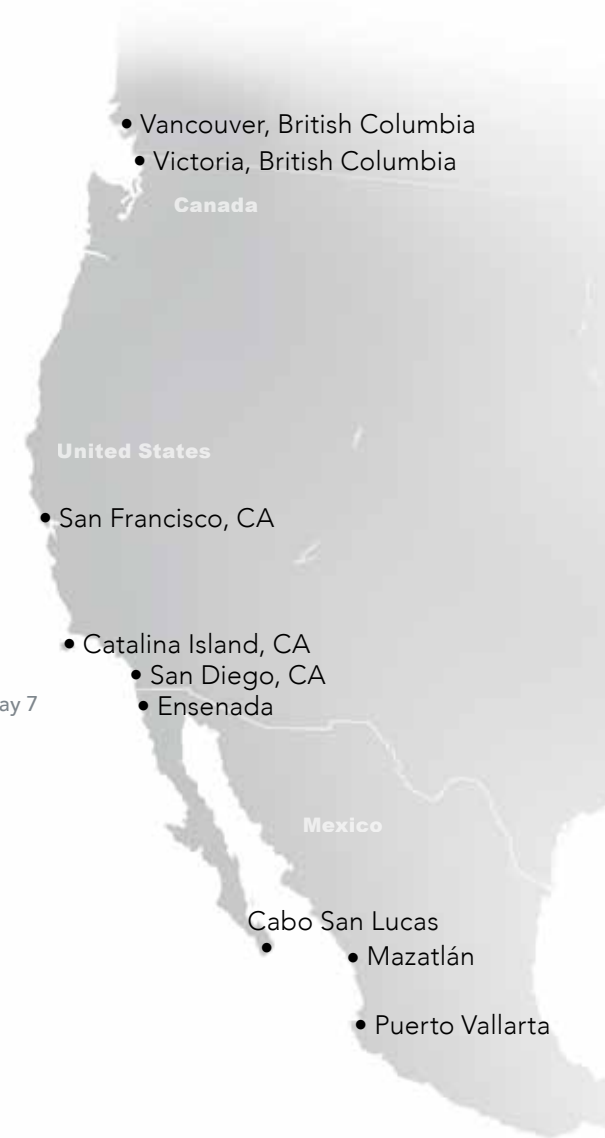 • Vancouver, British Columbia
• Victoria, British Columbia
Canada
United States
• San Francisco, CA
• Catalina Island, CA
• San Diego, CA
ay 7
• Ensenada
Mexico
Cabo San Lucas
• Mazatlán
• Puerto Vallarta